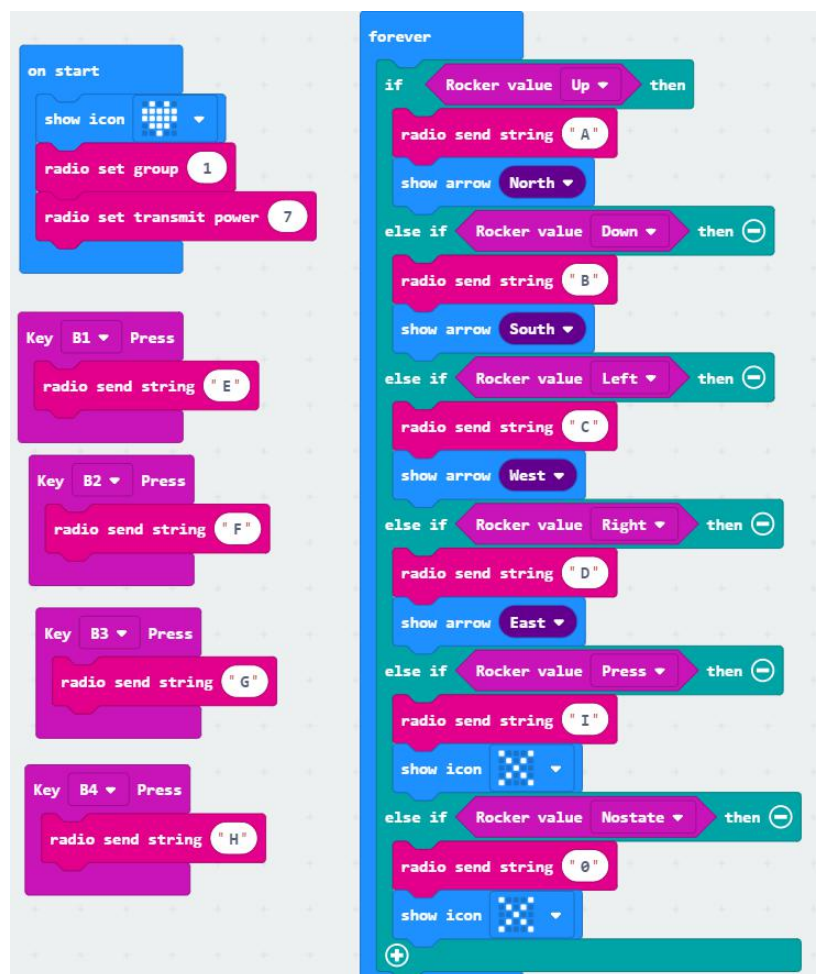 on start
show icon
radio set group 1
radio set transmit power 7
Key B1 Press
radio send string "E"
Key B2 Press
radio send string "F"
Key B3 Press
radio send string "G"
Key B4 Press
radio send string "H"
forever
if Rocker value Up then
radio send string "A"
show arrow North
else if Rocker value Down then
radio send string "B"
show arrow South
else if Rocker value Left then
radio send string "C"
show arrow West
else if Rocker value Right then
radio send string "D"
show arrow East
else if Rocker value Press then
radio send string "I"
show icon
else if Rocker value Nostate then
radio send string "0"
show icon